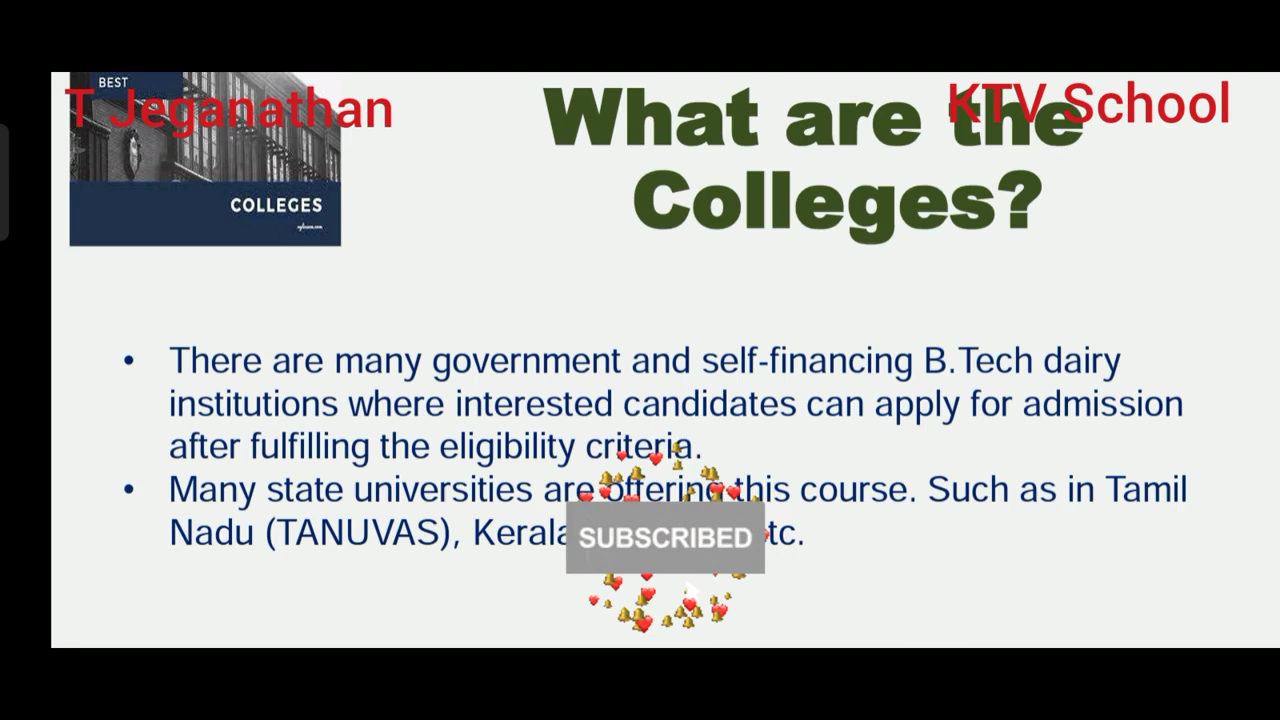 BEST
T Jeganathan
COLLEGES
What are the
KTV School
Colleges?
• There are many government and self-financing B.Tech dairy
institutions where interested candidates can apply for admission
after fulfilling the eligibility criteria.
• Many state universities are offering this course. Such as in Tamil
Nadu (TANUVAS), Kerala
SUBSCRIBED